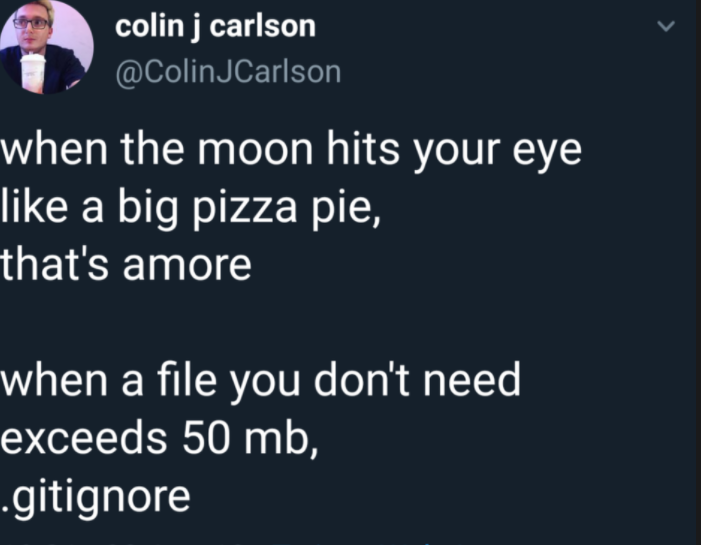 colin j carlson
@ColinJCarlson
when the moon hits your eye
like a big pizza pie,
that's amore
when a file you don't need
exceeds 50 mb,
.gitignore